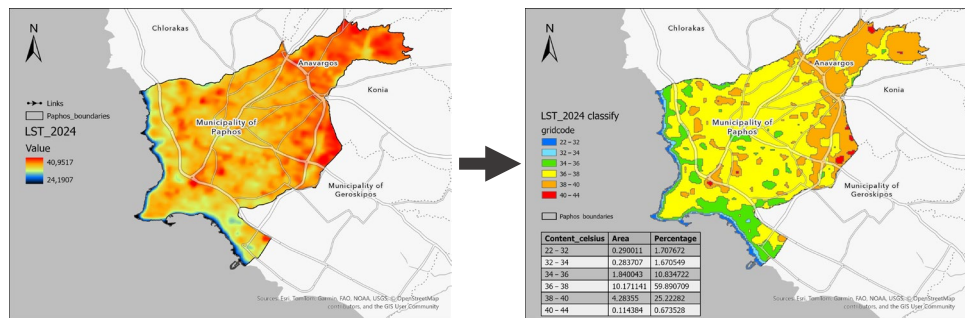 N
Chlorakas
Anavargos
Konia
Links
Paphos_boundaries
LST_2024
Value
40,9517
24,1907
Municipality of
Paphos
Municipality of
Geroskipos
Sources: Esri, TomTom, Garmin, FAO, NOAA, USGS, © OpenStreetMap
contributors, and the GIS User Community
N
Chlorakas
Anavargos
Konia
LST_2024 classify
gridcode
22 – 32
32 – 34
34 – 36
36 – 38
38 – 40
40 – 44
Paphos_boundaries
Municipality of
Paphos
Municipality of
Geroskipos
Content_celsius Area Percentage
22 – 32 0.290011 1.707672
32 – 34 0.283707 1.670549
34 – 36 1.840043 10.834722
36 – 38 10.171141 59.890709
38 – 40 4.28355 25.22282
40 – 44 0.114384 0.673528
Sources: Esri, TomTom, Garmin, FAO, NOAA, USGS, © OpenStreetMap
contributors, and the GIS User Community